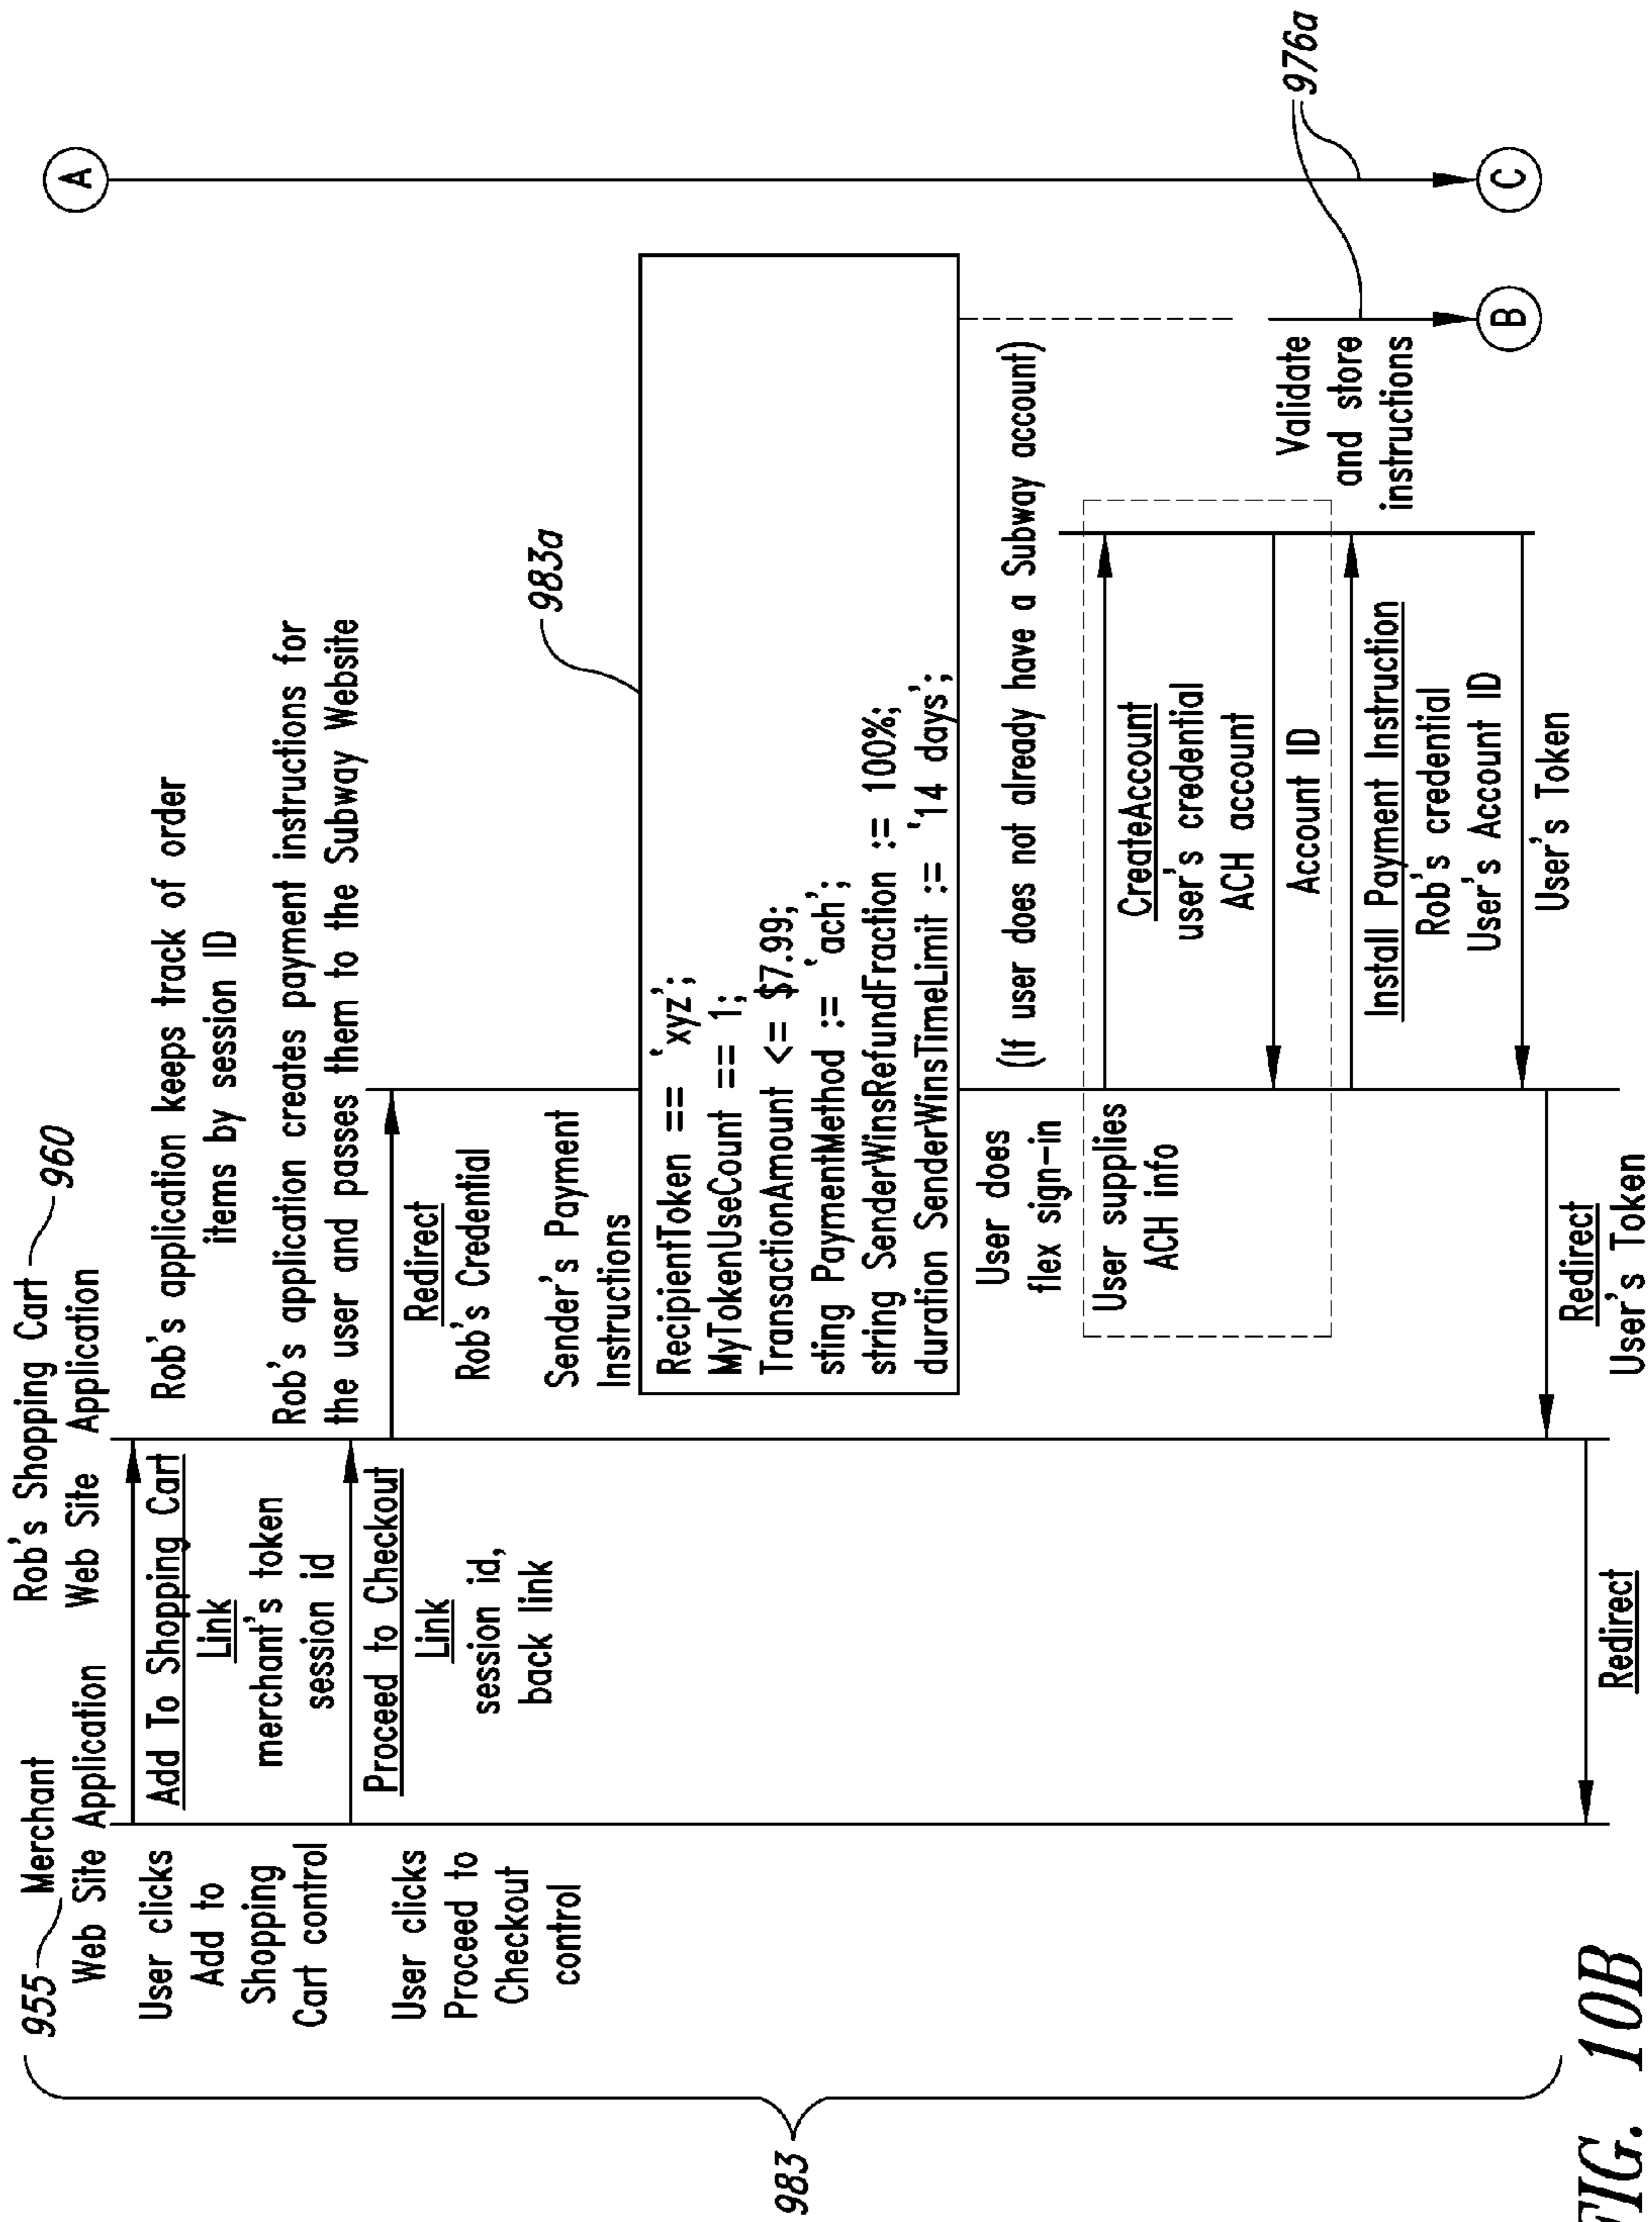 955
Merchant
Web Site Application
Rob's Shopping Cart
Web Site Application
960
A
User clicks
Add to
Shopping
Cart control
Add To Shopping Cart
Link
merchant's token
session id
Rob's application keeps track of order
items by session ID
User clicks
Proceed to
Checkout
control
Proceed to Checkout
Link
session id,
back link
Rob's application creates payment instructions for
the user and passes them to the Subway Website
Redirect
Rob's Credential
Sender's Payment
Instructions
983a
RecipientToken == 'xyz';
MyTokenUseCount == 1;
TransactionAmount <= $7.99;
sting PaymentMethod := 'ach';
string SenderWinsRefundFraction := 100%;
duration SenderWinsTimeLimit := '14 days';
983
User does
flex sign-in
(If user does not already have a Subway account)
User supplies
ACH info
CreateAccount
user's credential
ACH account
Account ID
Install Payment Instruction
Rob's credential
User's Account ID
User's Token
Validate
and store
instructions
976a
B
C
Redirect
User's Token
Redirect
FIG. 10B